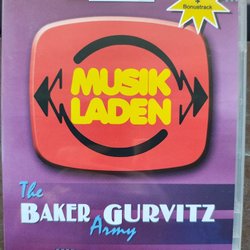 +
Bonustrack
MUSIK
LADEN
The
BAKER GURVITZ
Army